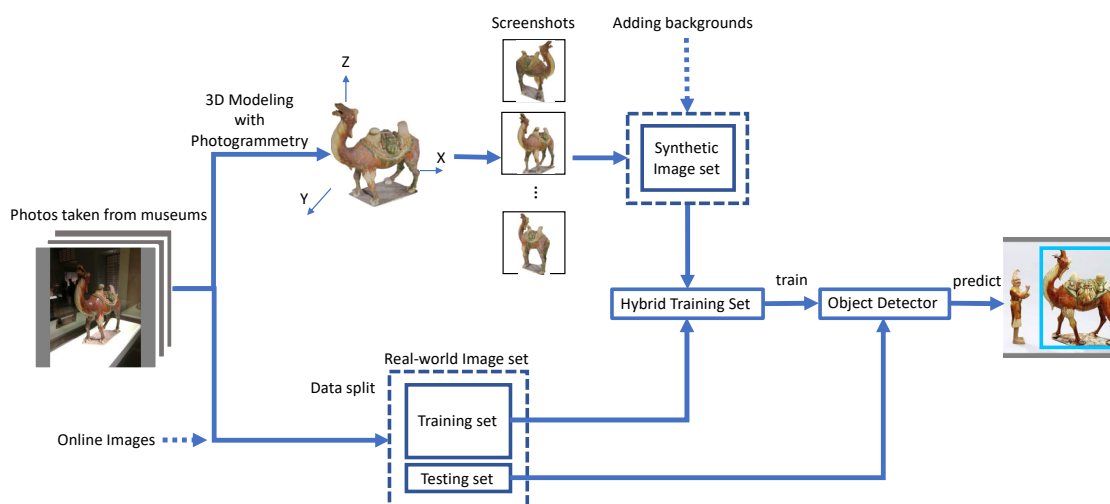 Screenshots
Adding backgrounds
Z
3D Modeling
with
Photogrammetry
X
Y
Synthetic
Image set
...
Photos taken from museums
Hybrid Training Set
train
Object Detector
predict
Real-world Image set
Data split
Training set
Online Images
Testing set